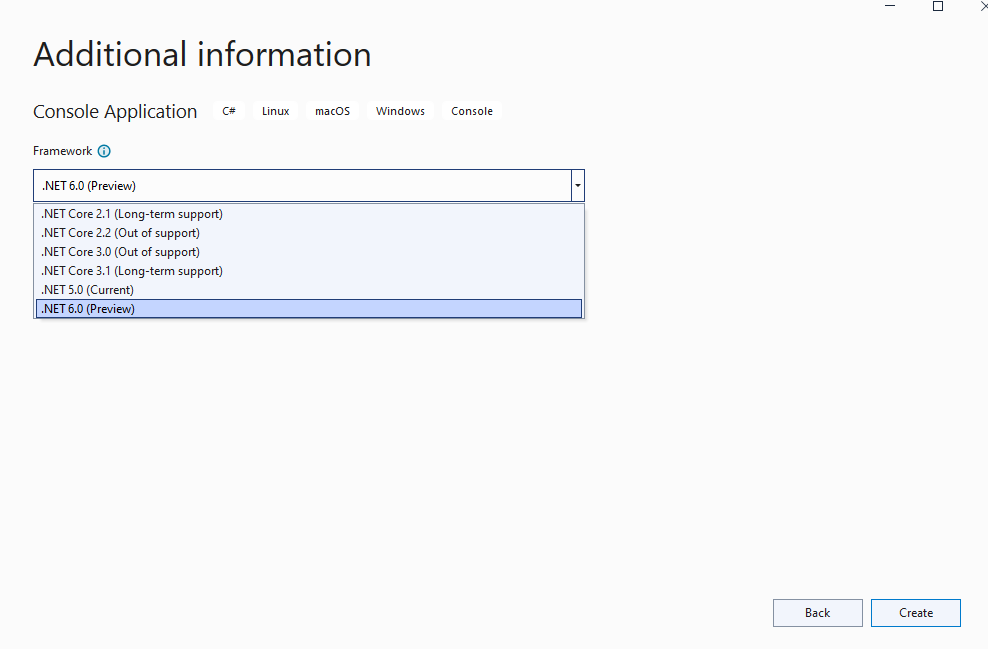 Additional information
Console Application C# Linux macOS Windows Console
Framework
.NET 6.0 (Preview)
.NET Core 2.1 (Long-term support)
.NET Core 2.2 (Out of support)
.NET Core 3.0 (Out of support)
.NET Core 3.1 (Long-term support)
.NET 5.0 (Current)
.NET 6.0 (Preview)
Back Create